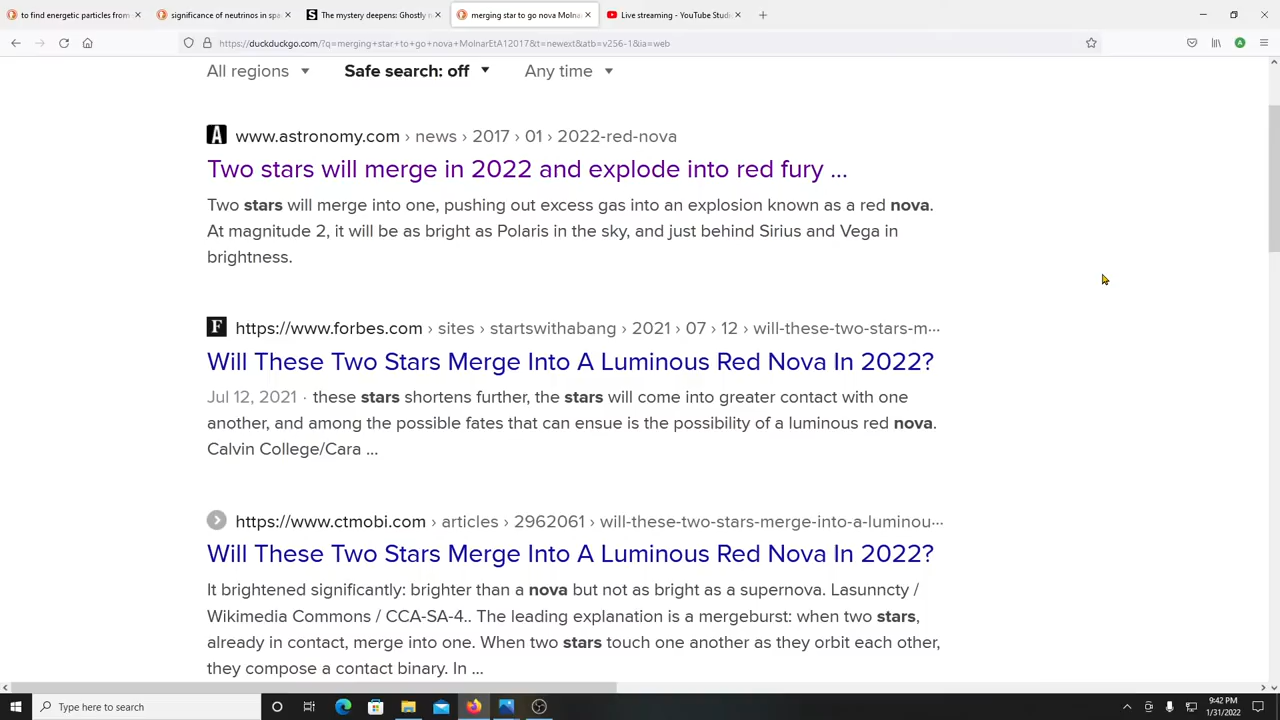 to find energetic particles from
significance of neutrinos in spa
The mystery deepens: Ghostly n
merging star to go nova Molna
Live streaming - YouTube Studi
https://duckduckgo.com/?q=merging+star+to+go+nova+MolnarEtA12017&t=newext&atb=v256-1&ia=web
All regions Safe search: off Any time
www.astronomy.com › news › 2017 › 01 › 2022-red-nova
Two stars will merge in 2022 and explode into red fury ...
Two stars will merge into one, pushing out excess gas into an explosion known as a red nova.
At magnitude 2, it will be as bright as Polaris in the sky, and just behind Sirius and Vega in
brightness.
https://www.forbes.com › sites › startswithabang › 2021 › 07 › 12 › will-these-two-stars-m···
Will These Two Stars Merge Into A Luminous Red Nova In 2022?
Jul 12, 2021 · these stars shortens further, the stars will come into greater contact with one
another, and among the possible fates that can ensue is the possibility of a luminous red nova.
Calvin College/Cara ...
https://www.ctmobi.com › articles › 2962061 › will-these-two-stars-merge-into-a-luminou···
Will These Two Stars Merge Into A Luminous Red Nova In 2022?
It brightened significantly: brighter than a nova but not as bright as a supernova. Lasunncty /
Wikimedia Commons / CCA-SA-4.. The leading explanation is a mergeburst: when two stars,
already in contact, merge into one. When two stars touch one another as they orbit each other,
they compose a contact binary. In ...
Type here to search
9:42 PM
1/31/2022